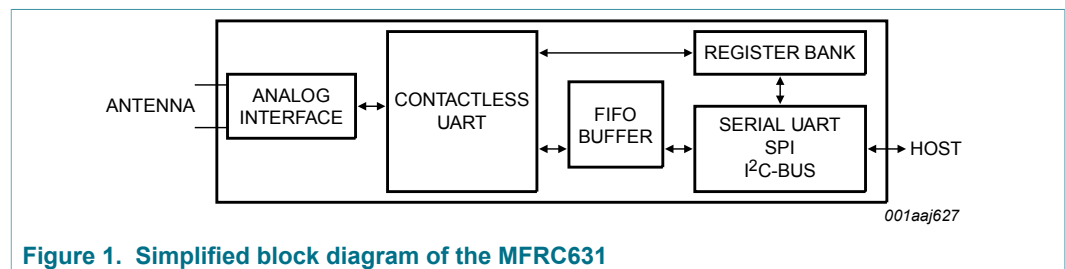 ANTENNA
ANALOG
INTERFACE
CONTACTLESS
UART
FIFO
BUFFER
REGISTER BANK
SERIAL UART
SPI
I²C-BUS
HOST
001aaj627
Figure 1. Simplified block diagram of the MFRC631